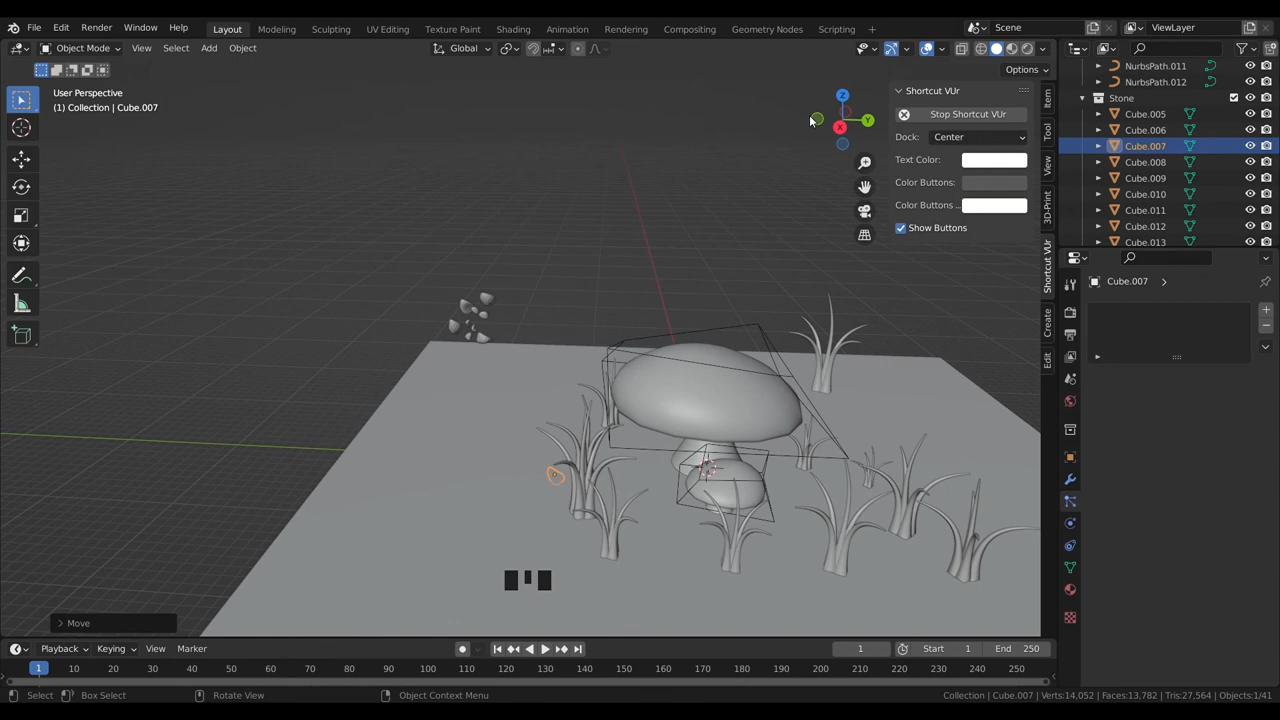 File Edit Render Window Help Layout Modeling Sculpting UV Editing Texture Paint Shading Animation Rendering Compositing Geometry Nodes Scripting Scene ViewLayer
Object Mode View Select Add Object Global
Options
User Perspective
(1) Collection | Cube.007
Z
Y
X
Shortcut VUr
Stop Shortcut VUr
Dock: Center
Text Color:
Color Buttons:
Color Buttons ..
Show Buttons
Item
Tool
View
3D-Print
Shortcut VUr
Create
Edit
NurbsPath.011
NurbsPath.012
Stone
Cube.005
Cube.006
Cube.007
Cube.008
Cube.009
Cube.010
Cube.011
Cube.012
Cube.013
Cube.007
Move
Playback Keying View Marker 1 Start 1 End 250
1 10 20 30 40 50 60 70 80 90 100 110 120 130 140 150 160 170 180 190 200 210 220 230 240 250
Select Box Select Rotate View Object Context Menu Collection | Cube.007 | Verts:14,052 | Faces:13,782 | Tris:27,564 | Objects:1/41